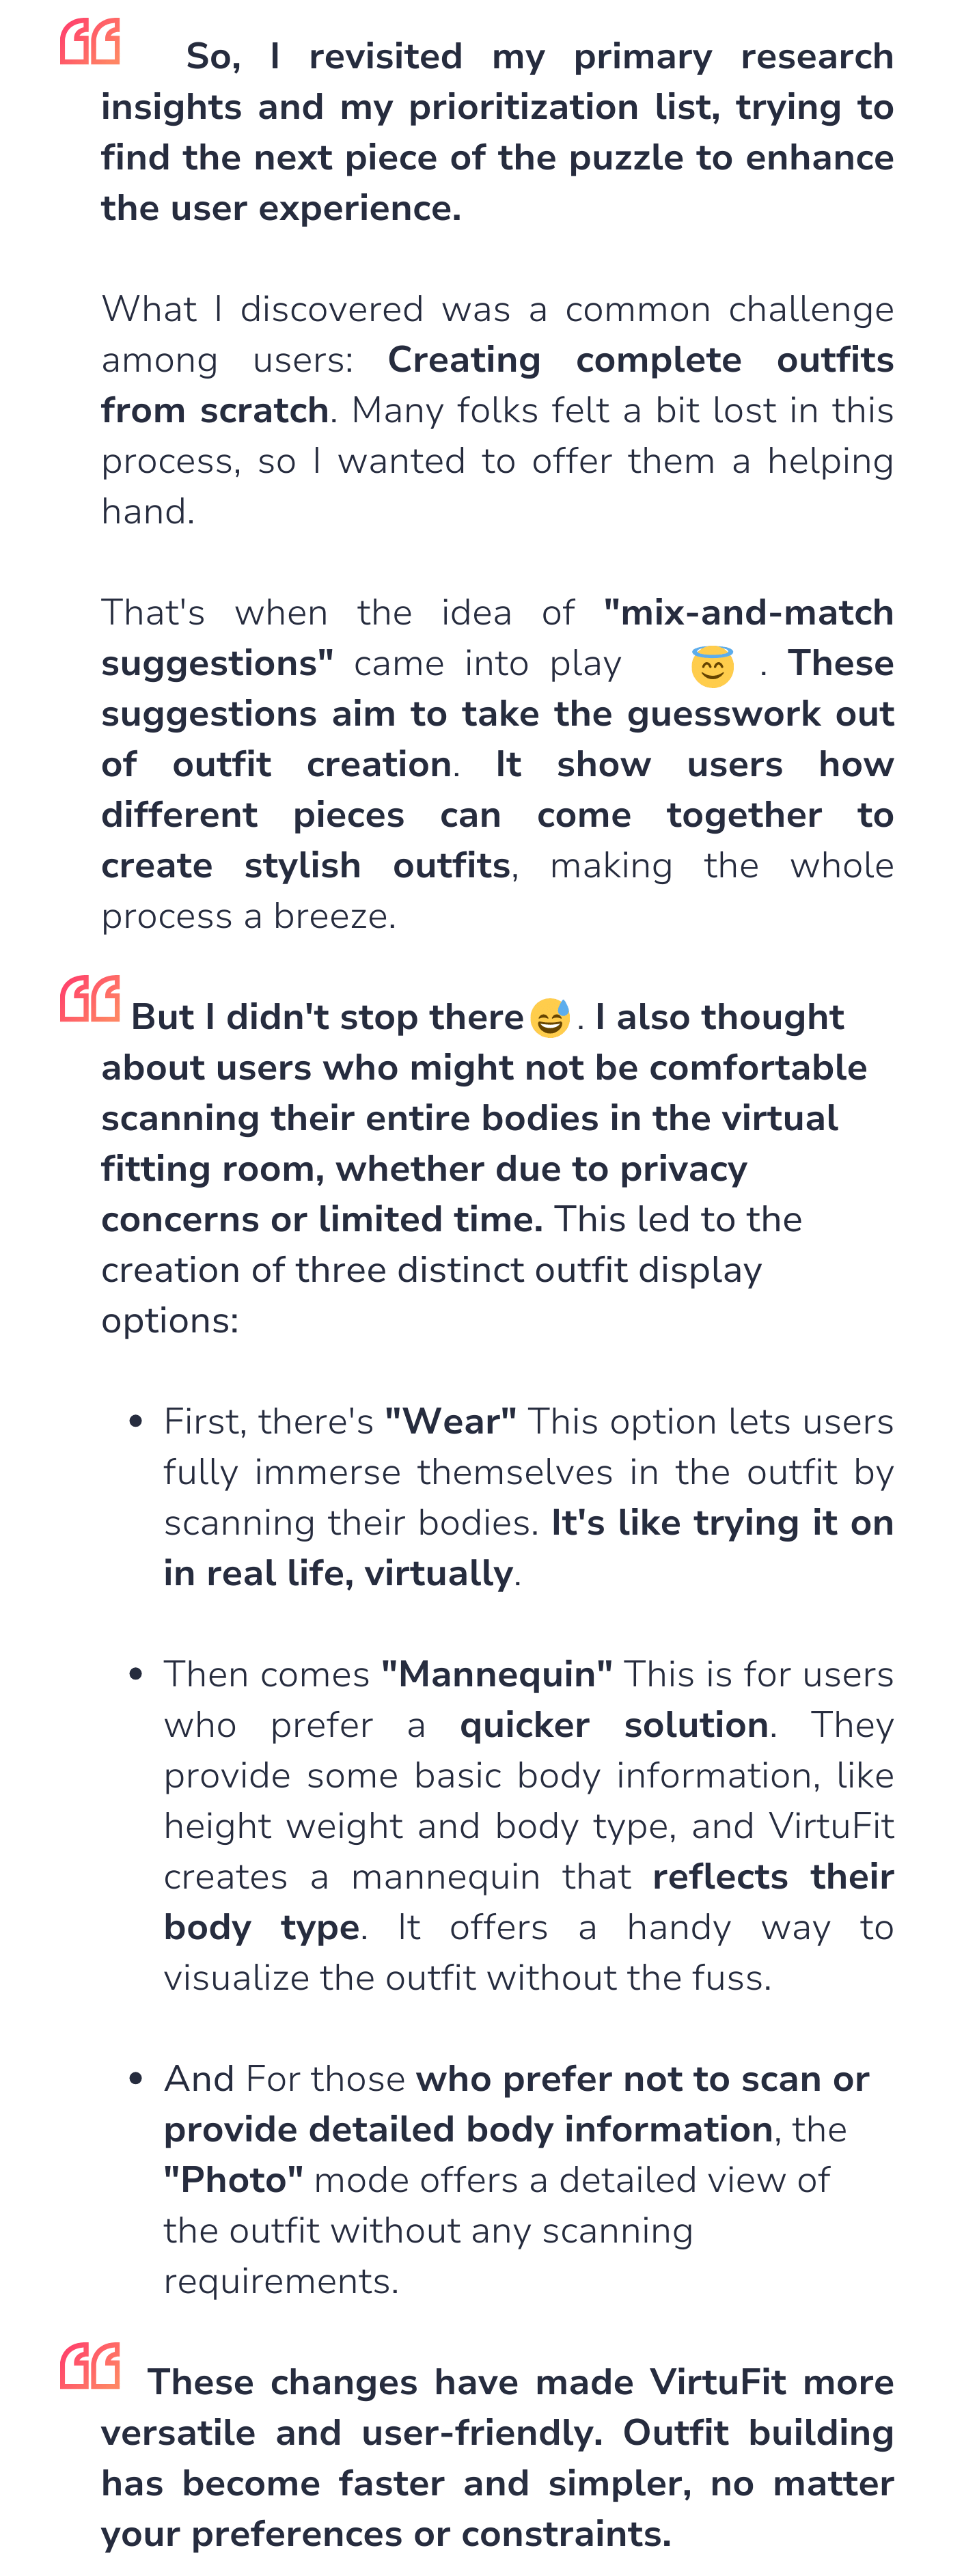 So, I revisited my primary research
insights and my prioritization list, trying to
find the next piece of the puzzle to enhance
the user experience.
What I discovered was a common challenge
among users: Creating complete outfits
from scratch. Many folks felt a bit lost in this
process, so I wanted to offer them a helping
hand.
That's when the idea of "mix-and-match
suggestions" came into play 😇 . These
suggestions aim to take the guesswork out
of outfit creation. It show users how
different pieces can come together to
create stylish outfits, making the whole
process a breeze.
But I didn't stop there😅. I also thought
about users who might not be comfortable
scanning their entire bodies in the virtual
fitting room, whether due to privacy
concerns or limited time. This led to the
creation of three distinct outfit display
options:
• First, there's "Wear" This option lets users
fully immerse themselves in the outfit by
scanning their bodies. It's like trying it on
in real life, virtually.
• Then comes "Mannequin" This is for users
who prefer a quicker solution. They
provide some basic body information, like
height weight and body type, and VirtuFit
creates a mannequin that reflects their
body type. It offers a handy way to
visualize the outfit without the fuss.
• And For those who prefer not to scan or
provide detailed body information, the
"Photo" mode offers a detailed view of
the outfit without any scanning
requirements.
These changes have made VirtuFit more
versatile and user-friendly. Outfit building
has become faster and simpler, no matter
your preferences or constraints.